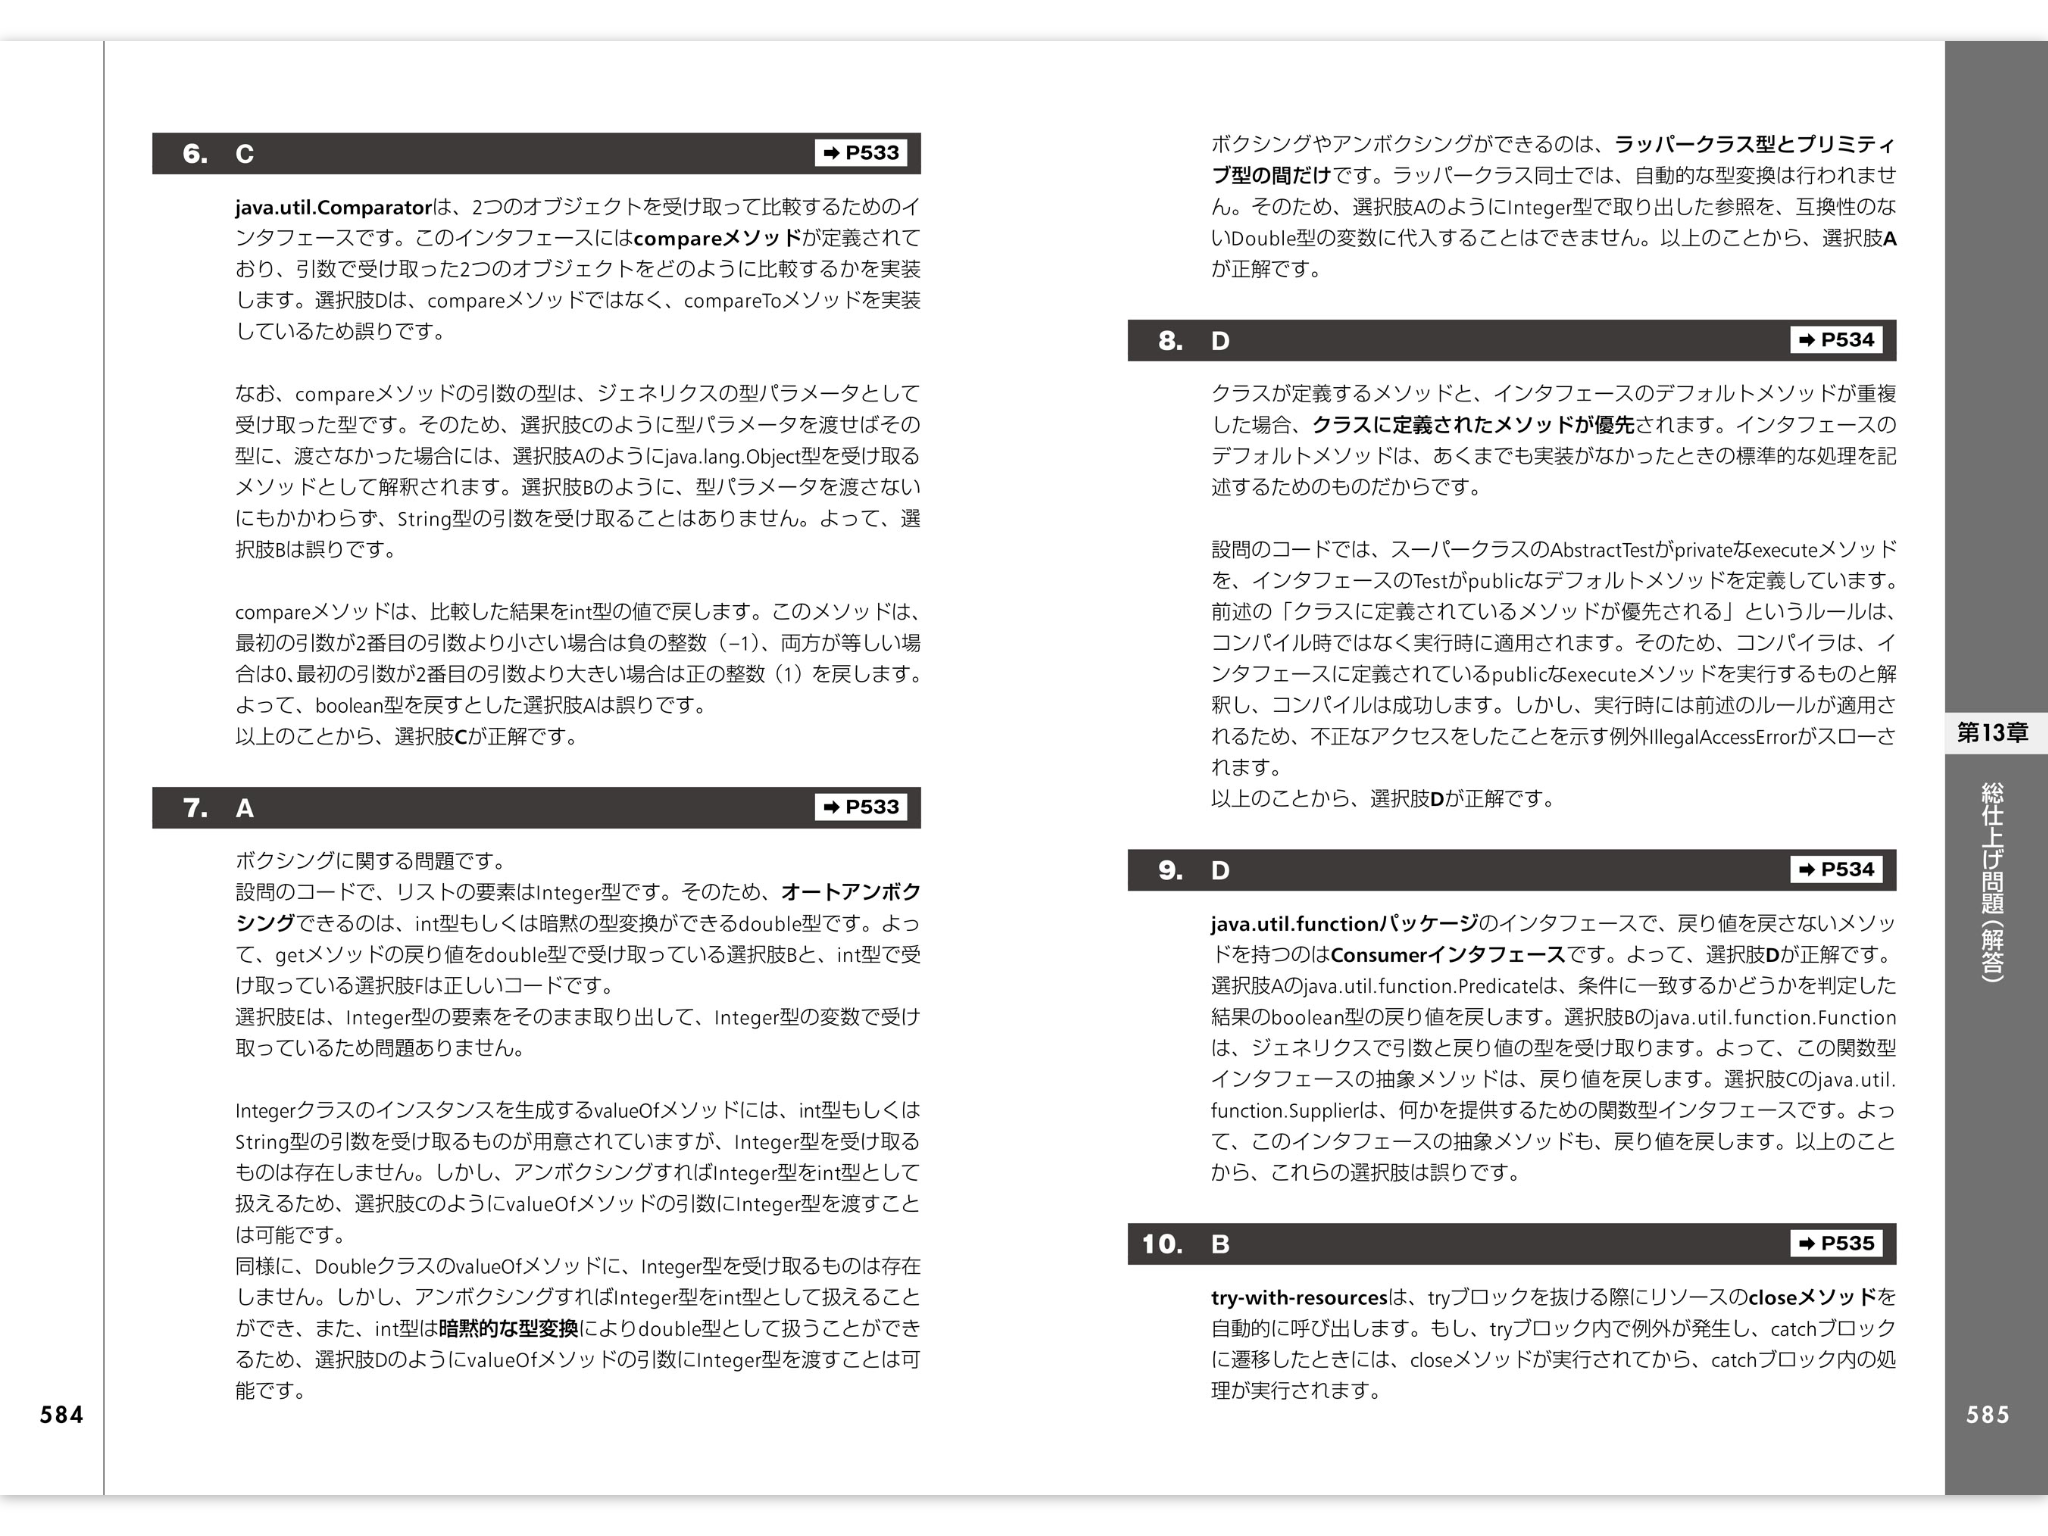 6. C ➡ P533
java.util.Comparatorは、2つのオブジェクトを受け取って比較するためのイ
ンタフェースです。このインタフェースにはcompareメソッドが定義されて
おり、引数で受け取った2つのオブジェクトをどのように比較するかを実装
します。選択肢Dは、compareメソッドではなく、compareToメソッドを実装
しているため誤りです。
なお、compareメソッドの引数の型は、ジェネリクスの型パラメータとして
受け取った型です。そのため、選択肢Cのように型パラメータを渡せばその
型に、渡さなかった場合には、選択肢Aのようにjava.lang.Object型を受け取る
メソッドとして解釈されます。選択肢Bのように、型パラメータを渡さない
にもかかわらず、String型の引数を受け取ることはありません。よって、選
択肢Bは誤りです。
compareメソッドは、比較した結果をint型の値で戻します。このメソッドは、
最初の引数が2番目の引数より小さい場合は負の整数（–1）、両方が等しい場
合は0、最初の引数が2番目の引数より大きい場合は正の整数（1）を戻します。
よって、boolean型を戻すとした選択肢Aは誤りです。
以上のことから、選択肢Cが正解です。
7. A ➡ P533
ボクシングに関する問題です。
設問のコードで、リストの要素はInteger型です。そのため、オートアンボク
シングできるのは、int型もしくは暗黙の型変換ができるdouble型です。よっ
て、getメソッドの戻り値をdouble型で受け取っている選択肢Bと、int型で受
け取っている選択肢Fは正しいコードです。
選択肢Eは、Integer型の要素をそのまま取り出して、Integer型の変数で受け
取っているため問題ありません。
Integerクラスのインスタンスを生成するvalueOfメソッドには、int型もしくは
String型の引数を受け取るものが用意されていますが、Integer型を受け取る
ものは存在しません。しかし、アンボクシングすればInteger型をint型として
扱えるため、選択肢CのようにvalueOfメソッドの引数にInteger型を渡すこと
は可能です。
同様に、DoubleクラスのvalueOfメソッドに、Integer型を受け取るものは存在
しません。しかし、アンボクシングすればInteger型をint型として扱えること
ができ、また、int型は暗黙的な型変換によりdouble型として扱うことができ
るため、選択肢DのようにvalueOfメソッドの引数にInteger型を渡すことは可
能です。
584
ボクシングやアンボクシングができるのは、ラッパークラス型とプリミティ
ブ型の間だけです。ラッパークラス同士では、自動的な型変換は行われませ
ん。そのため、選択肢AのようにInteger型で取り出した参照を、互換性のな
いDouble型の変数に代入することはできません。以上のことから、選択肢A
が正解です。
8. D ➡ P534
クラスが定義するメソッドと、インタフェースのデフォルトメソッドが重複
した場合、クラスに定義されたメソッドが優先されます。インタフェースの
デフォルトメソッドは、あくまでも実装がなかったときの標準的な処理を記
述するためのものだからです。
設問のコードでは、スーパークラスのAbstractTestがprivateなexecuteメソッド
を、インタフェースのTestがpublicなデフォルトメソッドを定義しています。
前述の「クラスに定義されているメソッドが優先される」というルールは、
コンパイル時ではなく実行時に適用されます。そのため、コンパイラは、イ
ンタフェースに定義されているpublicなexecuteメソッドを実行するものと解
釈し、コンパイルは成功します。しかし、実行時には前述のルールが適用さ
れるため、不正なアクセスをしたことを示す例外IllegalAccessErrorがスローさ
れます。
以上のことから、選択肢Dが正解です。
9. D ➡ P534
java.util.functionパッケージのインタフェースで、戻り値を戻さないメソッ
ドを持つのはConsumerインタフェースです。よって、選択肢Dが正解です。
選択肢Aのjava.util.function.Predicateは、条件に一致するかどうかを判定した
結果のboolean型の戻り値を戻します。選択肢Bのjava.util.function.Function
は、ジェネリクスで引数と戻り値の型を受け取ります。よって、この関数型
インタフェースの抽象メソッドは、戻り値を戻します。選択肢Cのjava.util.
function.Supplierは、何かを提供するための関数型インタフェースです。よっ
て、このインタフェースの抽象メソッドも、戻り値を戻します。以上のこと
から、これらの選択肢は誤りです。
10. B ➡ P535
try-with-resourcesは、tryブロックを抜ける際にリソースのcloseメソッドを
自動的に呼び出します。もし、tryブロック内で例外が発生し、catchブロック
に遷移したときには、closeメソッドが実行されてから、catchブロック内の処
理が実行されます。
第13章
総仕上げ問題（解答）
585